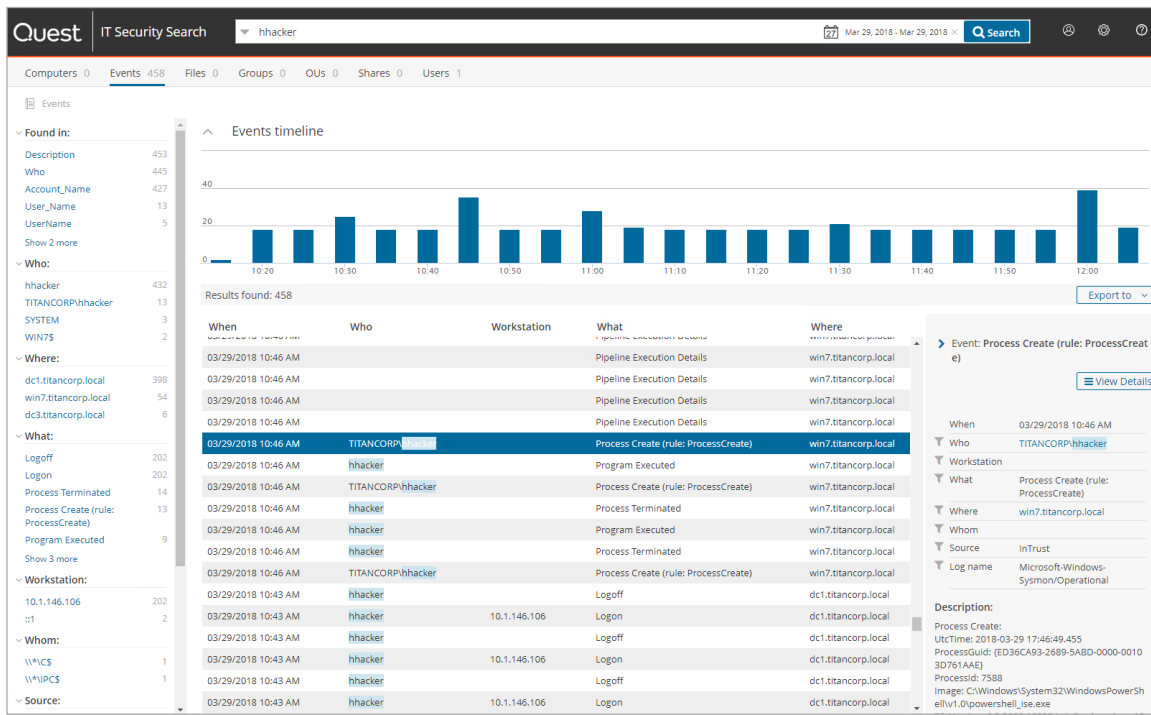 Quest IT Security Search hhacker 27 Mar 29, 2018 - Mar 29, 2018 × Search
Computers 0 Events 458 Files 0 Groups 0 OUs 0 Shares 0 Users 1
Events
Found in:
Description 453
Who 445
Account_Name 427
User_Name 13
UserName 5
Show 2 more
Who:
hhacker 432
TITANCORP\hhacker 13
SYSTEM 3
WIN7$ 2
Where:
dc1.titancorp.local 398
win7.titancorp.local 54
dc3.titancorp.local 6
What:
Logoff 202
Logon 202
Process Terminated 14
Process Create (rule: 13
ProcessCreate)
Program Executed 9
Show 3 more
Workstation:
10.1.146.106 202
::1 2
Whom:
\\*\C$ 1
\\*\IPC$ 1
Source:
Events timeline
40
20
0
10:20 10:30 10:40 10:50 11:00 11:10 11:20 11:30 11:40 11:50 12:00
Results found: 458 Export to
When Who Workstation What Where
03/29/2018 10:46 AM Pipeline Execution Details win7.titancorp.local
03/29/2018 10:46 AM Pipeline Execution Details win7.titancorp.local
03/29/2018 10:46 AM Pipeline Execution Details win7.titancorp.local
03/29/2018 10:46 AM Pipeline Execution Details win7.titancorp.local
03/29/2018 10:46 AM Pipeline Execution Details win7.titancorp.local
03/29/2018 10:46 AM TITANCORP\hhacker Process Create (rule: ProcessCreate) win7.titancorp.local
03/29/2018 10:46 AM hhacker Program Executed win7.titancorp.local
03/29/2018 10:46 AM TITANCORP\hhacker Process Create (rule: ProcessCreate) win7.titancorp.local
03/29/2018 10:46 AM hhacker Process Terminated win7.titancorp.local
03/29/2018 10:46 AM hhacker Program Executed win7.titancorp.local
03/29/2018 10:46 AM hhacker Process Terminated win7.titancorp.local
03/29/2018 10:46 AM TITANCORP\hhacker Process Create (rule: ProcessCreate) win7.titancorp.local
03/29/2018 10:43 AM hhacker Logoff dc1.titancorp.local
03/29/2018 10:43 AM hhacker 10.1.146.106 Logon dc1.titancorp.local
03/29/2018 10:43 AM hhacker Logoff dc1.titancorp.local
03/29/2018 10:43 AM hhacker 10.1.146.106 Logon dc1.titancorp.local
03/29/2018 10:43 AM hhacker Logoff dc1.titancorp.local
03/29/2018 10:43 AM hhacker 10.1.146.106 Logon dc1.titancorp.local
Event: Process Create (rule: ProcessCreat
e)
View Details
When 03/29/2018 10:46 AM
Who TITANCORP\hhacker
Workstation
What Process Create (rule:
ProcessCreate)
Where win7.titancorp.local
Whom
Source InTrust
Log name Microsoft-Windows-
Sysmon/Operational
Description:
Process Create:
UtcTime: 2018-03-29 17:46:49.455
ProcessGuid: {ED36CA93-2689-5ABD-0000-0010
3D761AAE}
ProcessId: 7588
Image: C:\Windows\System32\WindowsPowerSh
ell\v1.0\powershell_ise.exe